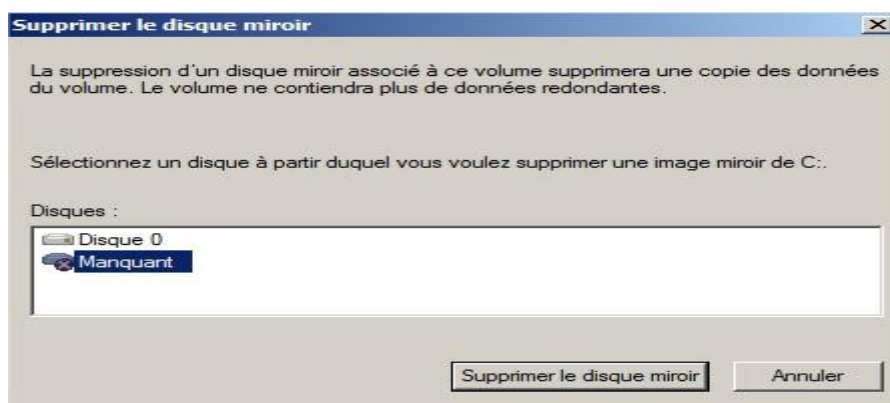 Supprimer le disque miroir
La suppression d'un disque miroir associé à ce volume supprimera une copie des données
du volume. Le volume ne contiendra plus de données redondantes.
Sélectionnez un disque à partir duquel vous voulez supprimer une image miroir de C:.
Disques :
Disque 0
Manquant
Supprimer le disque miroir Annuler